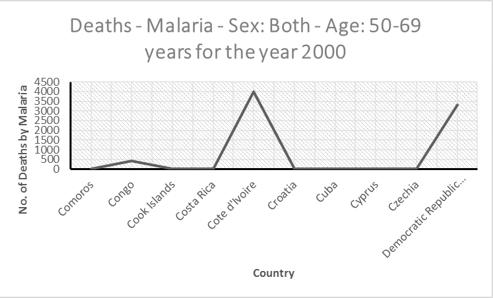 Deaths - Malaria - Sex: Both - Age: 50-69
years for the year 2000
No. of Deaths by Malaria
4500
4000
3500
3000
2500
2000
1500
1000
500
0
Comoros
Congo
Cook Islands
Costa Rica
Cote d'Ivoire
Croatia
Cuba
Cyprus
Czechia
Democratic Republic...
Country